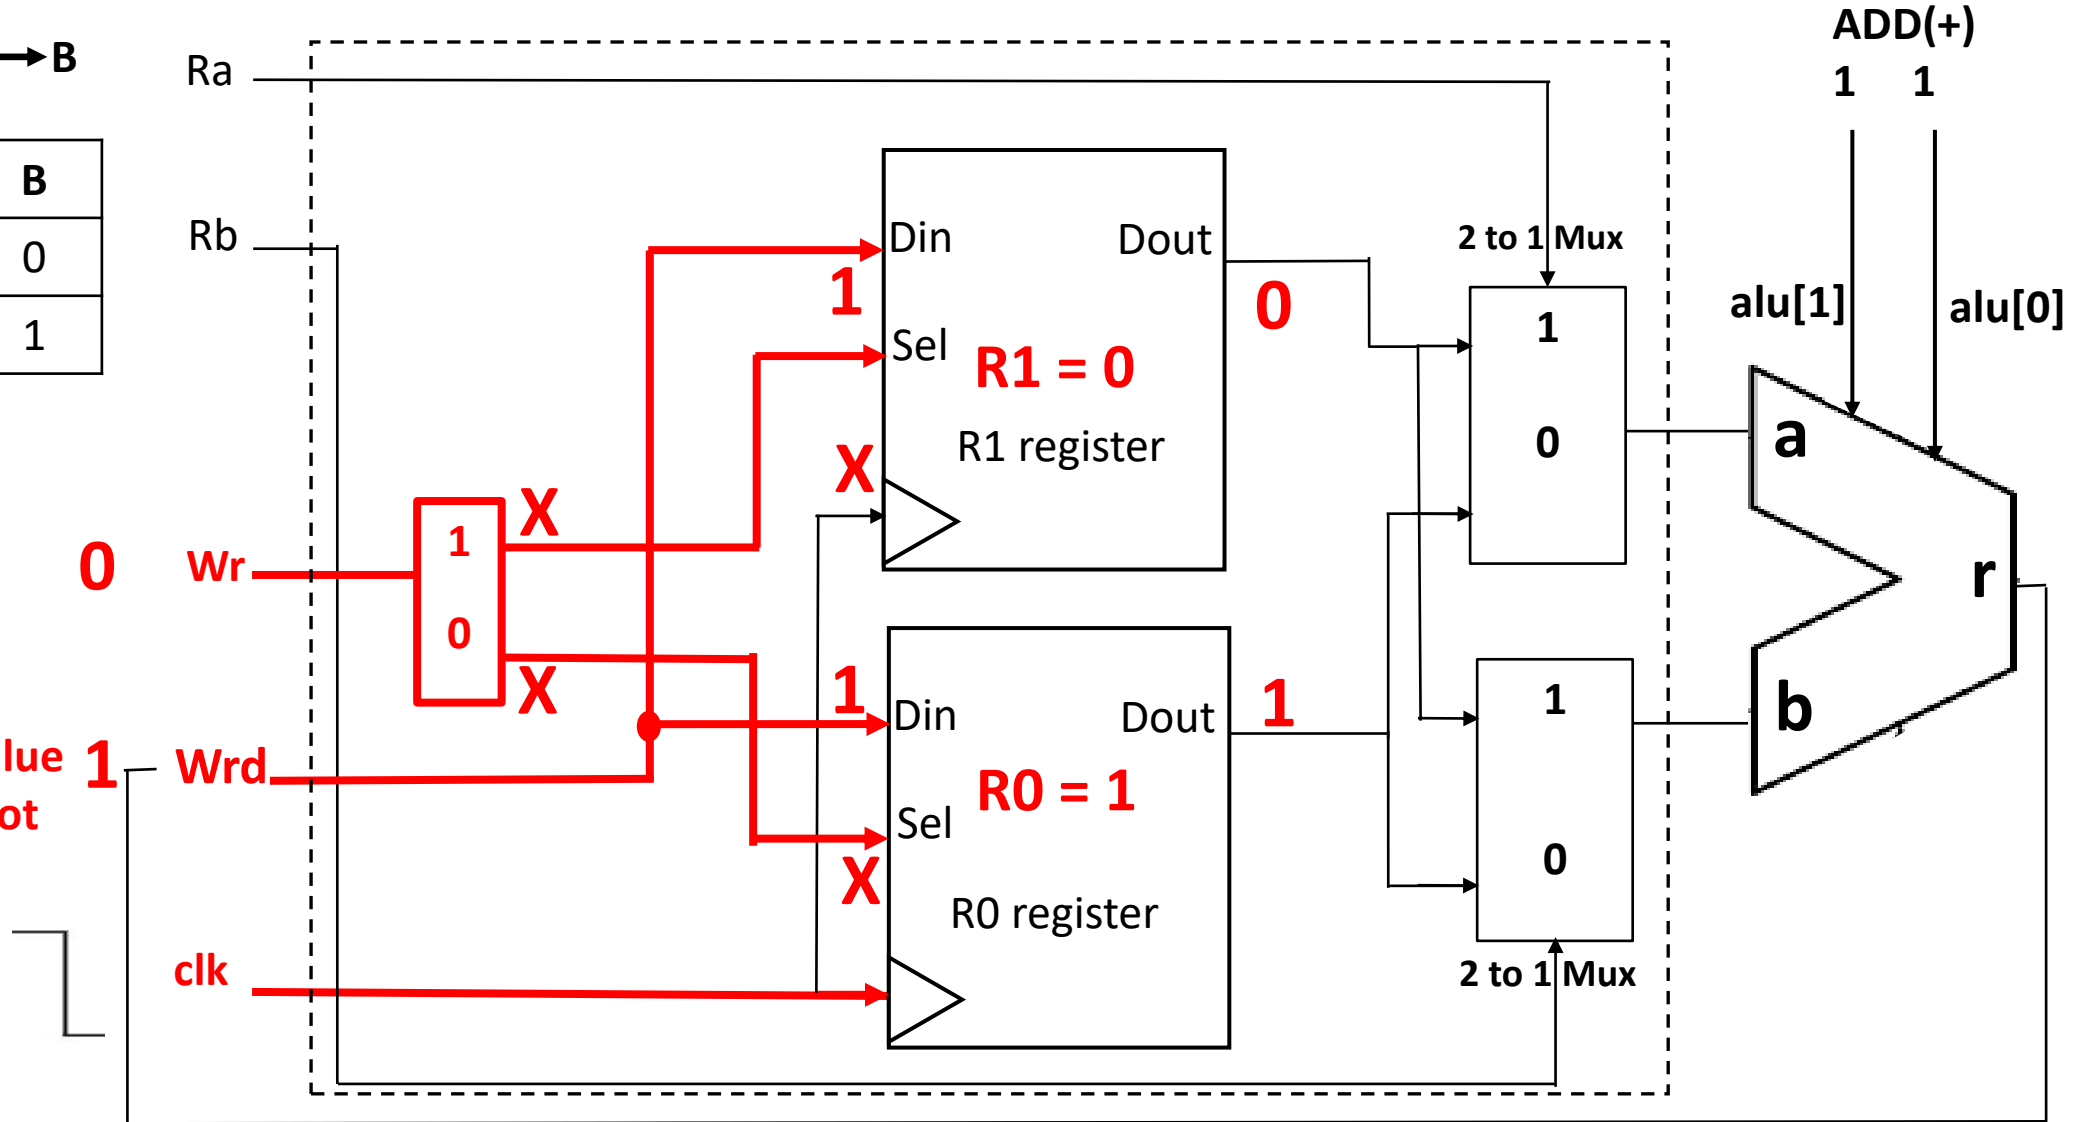 ADD(+)
1 1
B
Ra
B
0
1
Rb
Din
Dout
1
Sel
R1 = 0
R1 register
X
0
2 to 1 Mux
1
0
alu[1]
alu[0]
a
b
r
0
Wr
1
0
X
X
lue
ot
1
Wrd
1
Din
Dout
1
R0 = 1
Sel
X
R0 register
1
0
2 to 1 Mux
clk